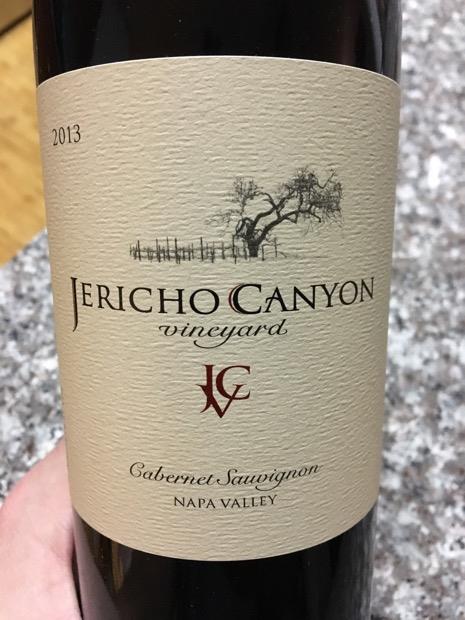 2013
JERICHO CANYON
vineyard
JCV
Cabernet Sauvignon
NAPA VALLEY